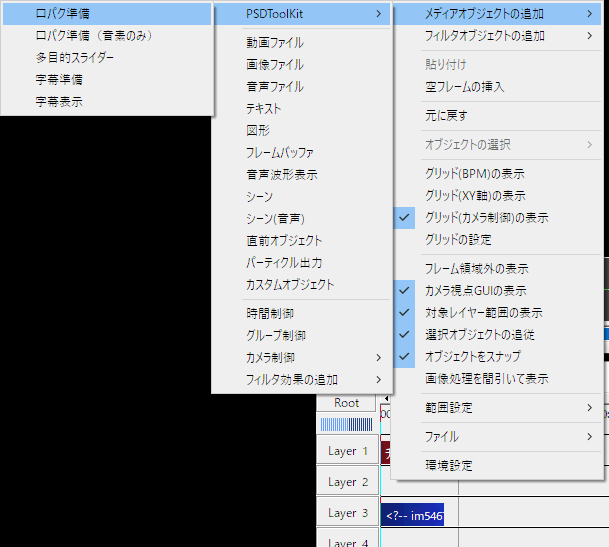 口パク準備
口パク準備（音素のみ）
多目的スライダー
字幕準備
字幕表示
PSDToolKit
動画ファイル
画像ファイル
音声ファイル
テキスト
図形
フレームバッファ
音声波形表示
シーン
シーン(音声)
直前オブジェクト
パーティクル出力
カスタムオブジェクト
時間制御
グループ制御
カメラ制御
フィルタ効果の追加
メディアオブジェクトの追加
フィルタオブジェクトの追加
貼り付け
空フレームの挿入
元に戻す
オブジェクトの選択
グリッド(BPM)の表示
グリッド(XY軸)の表示
グリッド(カメラ制御)の表示
グリッドの設定
フレーム領域外の表示
カメラ視点GUIの表示
対象レイヤー範囲の表示
選択オブジェクトの追従
オブジェクトをスナップ
画像処理を間引いて表示
範囲設定
ファイル
環境設定
Root
Layer 1
Layer 2
Layer 3
<?-- im546
Layer 4